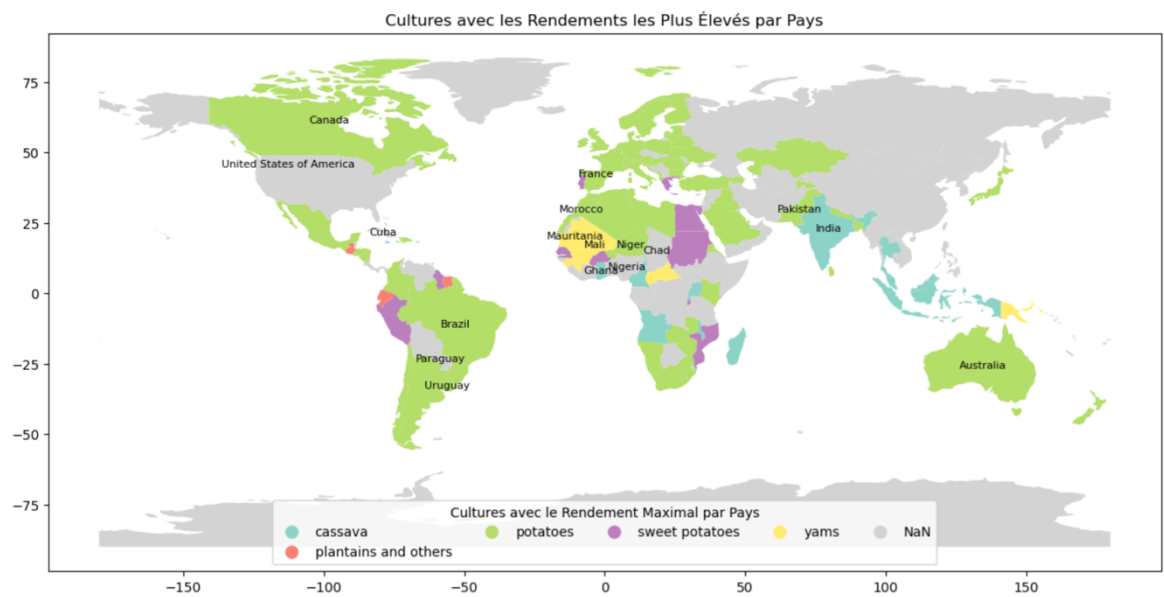 Cultures avec les Rendements les Plus Élevés par Pays
75
50
25
0
−25
−50
−75
Canada
United States of America
Cuba
Brazil
Paraguay
Uruguay
France
Morocco
Mauritania
Mali
Niger
Chad
Ghana
Nigeria
Pakistan
India
Australia
Cultures avec le Rendement Maximal par Pays
cassava potatoes sweet potatoes yams NaN
plantains and others
−150 −100 −50 0 50 100 150